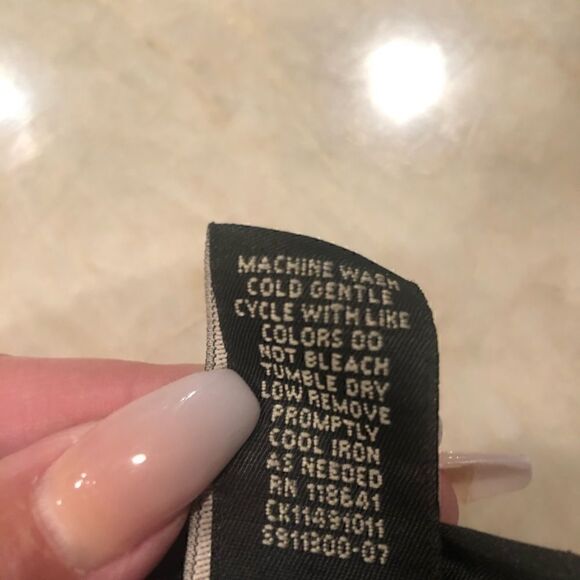 MACHINE WASH
COLD GENTLE
CYCLE WITH LIKE
COLORS DO
NOT BLEACH
TUMBLE DRY
LOW REMOVE
PROMPTLY
COOL IRON
AS NEEDED
RN 118641
CK11491011
S911900-07